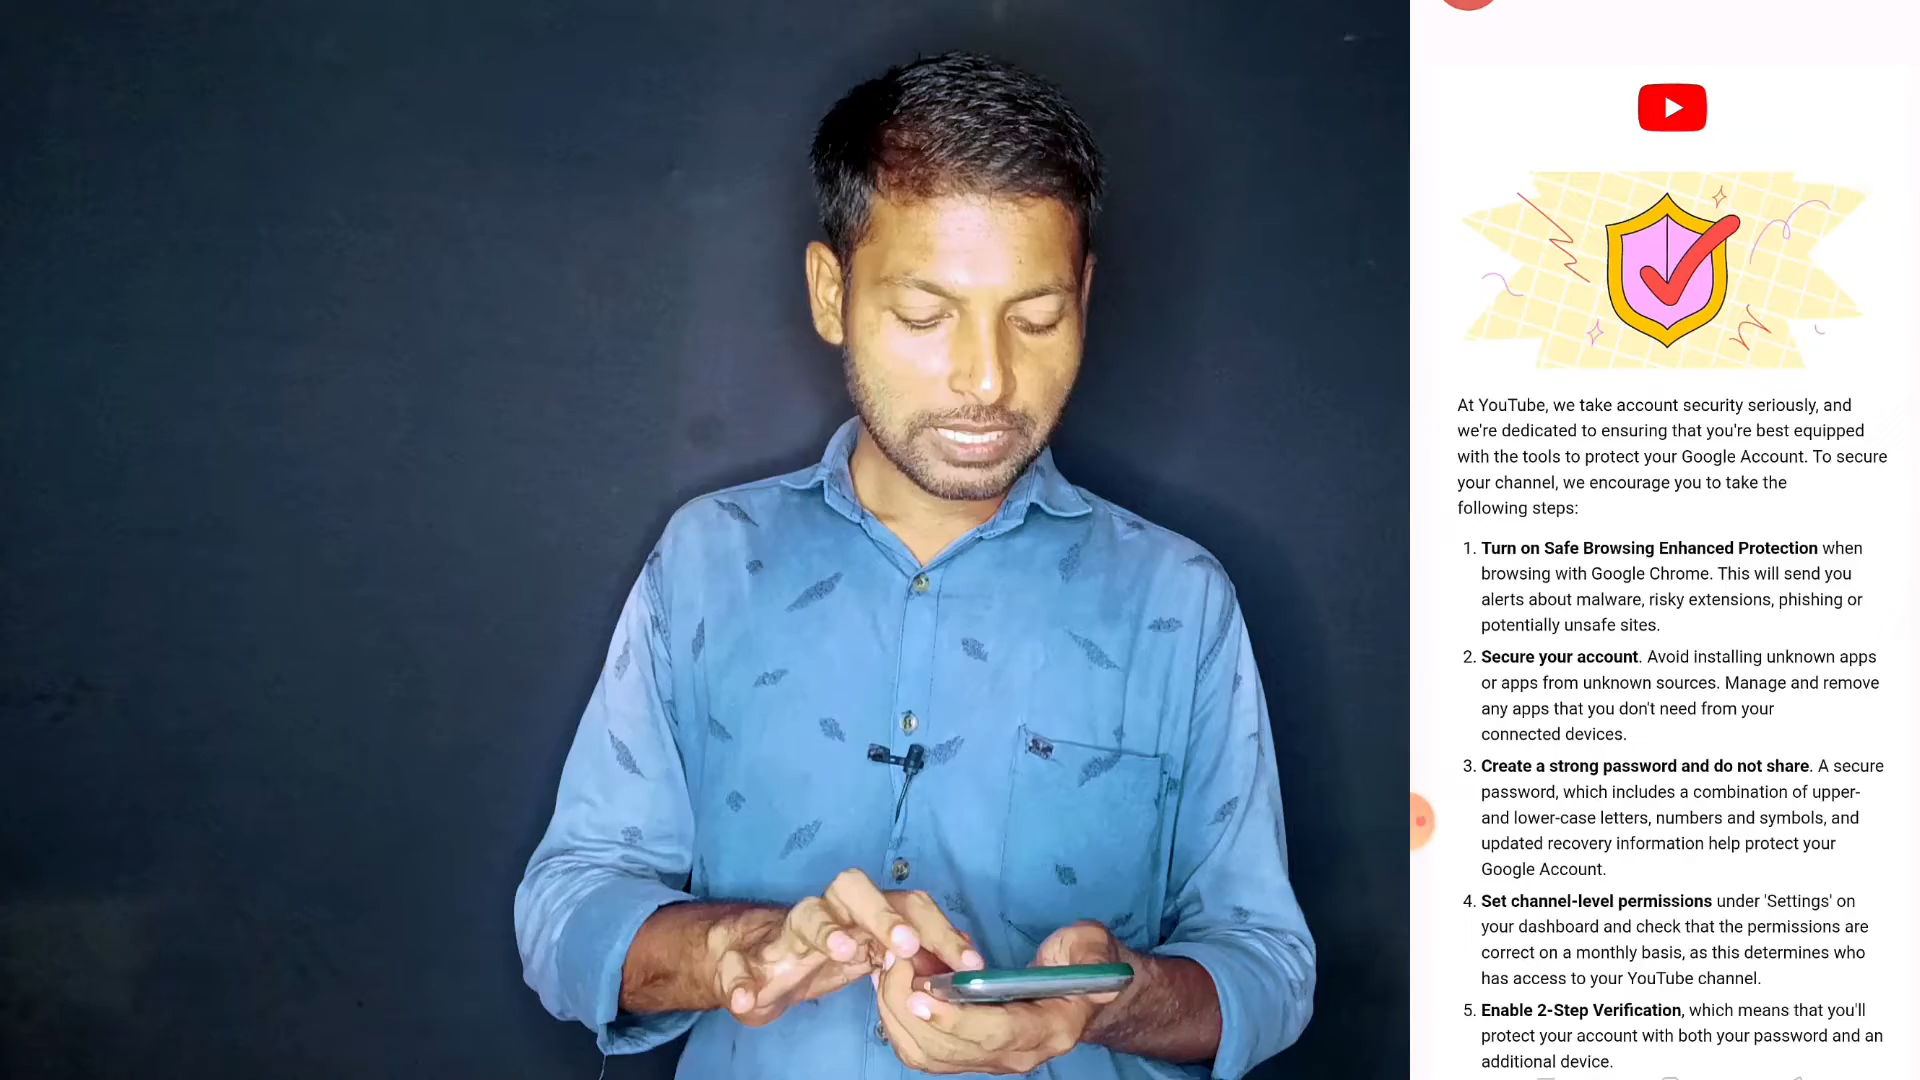 At YouTube, we take account security seriously, and
we're dedicated to ensuring that you're best equipped
with the tools to protect your Google Account. To secure
your channel, we encourage you to take the
following steps:
1. Turn on Safe Browsing Enhanced Protection when
browsing with Google Chrome. This will send you
alerts about malware, risky extensions, phishing or
potentially unsafe sites.
2. Secure your account. Avoid installing unknown apps
or apps from unknown sources. Manage and remove
any apps that you don't need from your
connected devices.
3. Create a strong password and do not share. A secure
password, which includes a combination of upper-
and lower-case letters, numbers and symbols, and
updated recovery information help protect your
Google Account.
4. Set channel-level permissions under 'Settings' on
your dashboard and check that the permissions are
correct on a monthly basis, as this determines who
has access to your YouTube channel.
5. Enable 2-Step Verification, which means that you'll
protect your account with both your password and an
additional device.